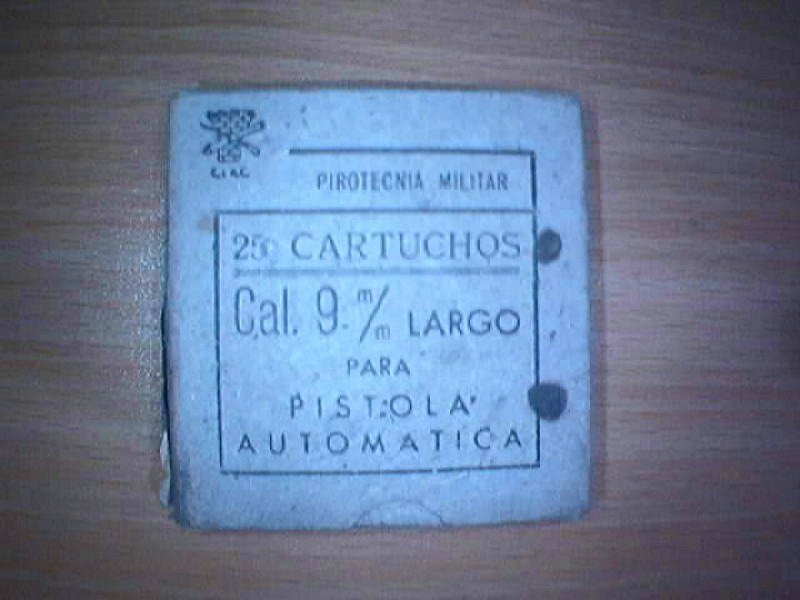 PIROTECNIA MILITAR
25 CARTUCHOS
Cal. 9 m/m LARGO
PARA
PISTOLA
AUTOMATICA